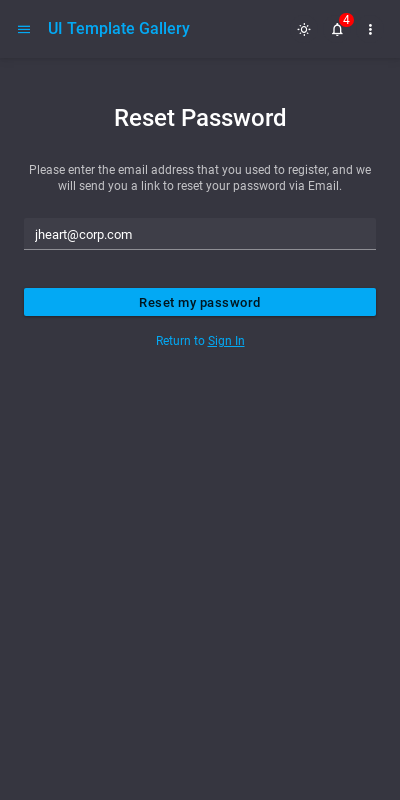 UI Template Gallery
4
Reset Password
Please enter the email address that you used to register, and we
will send you a link to reset your password via Email.
jheart@corp.com
Reset my password
Return to Sign In